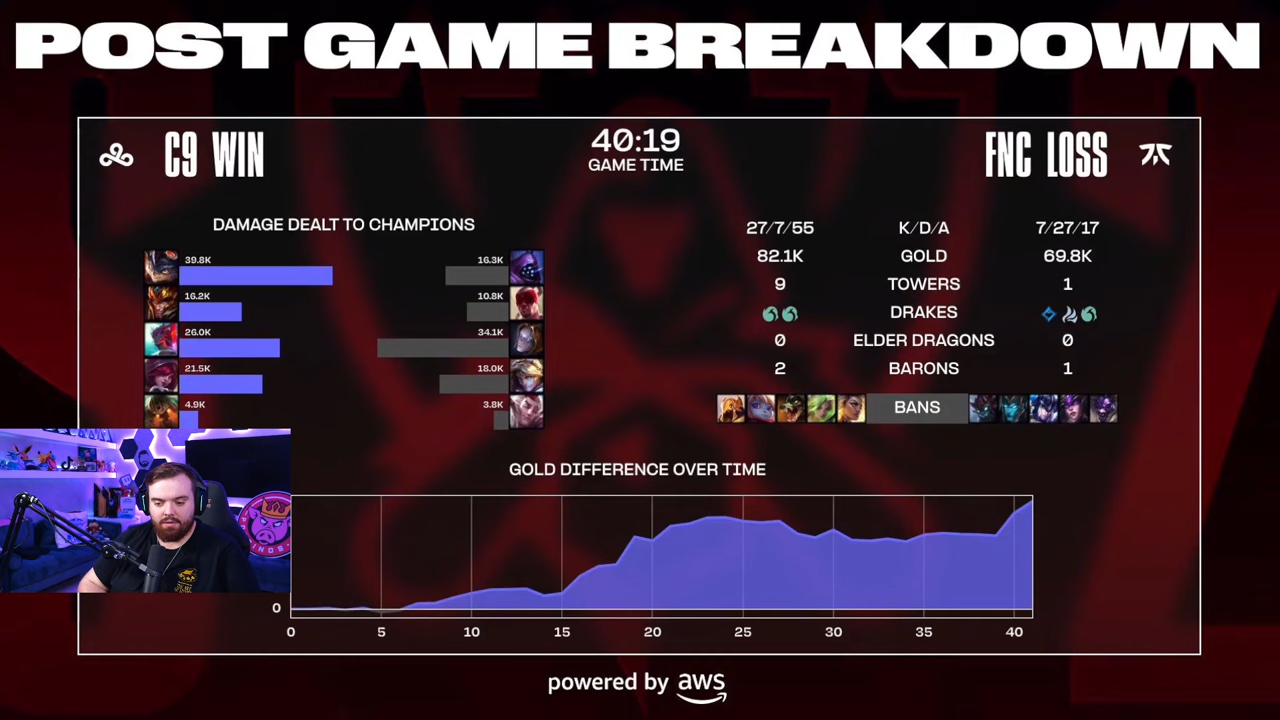 POST GAME BREAKDOWN
C9 WIN
40:19
GAME TIME
FNC LOSS
DAMAGE DEALT TO CHAMPIONS
39.8K 16.3K
16.2K 10.8K
26.0K 34.1K
21.5K 18.0K
4.9K 3.8K
27/7/55 K/D/A 7/27/17
82.1K GOLD 69.8K
9 TOWERS 1
DRAKES
0 ELDER DRAGONS 0
2 BARONS 1
BANS
GOLD DIFFERENCE OVER TIME
0
0 5 10 15 20 25 30 35 40
powered by aws